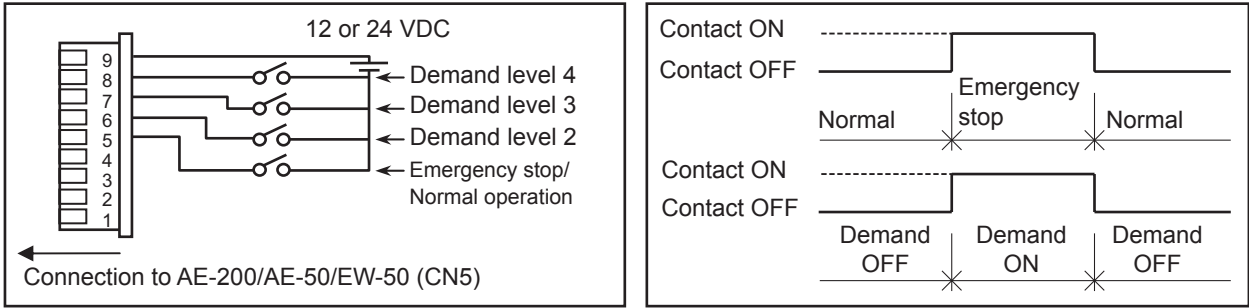 12 or 24 VDC
9
8
7
6
5
4
3
2
1
Demand level 4
Demand level 3
Demand level 2
Emergency stop/
Normal operation
Connection to AE-200/AE-50/EW-50 (CN5)
Contact ON
Contact OFF
Normal
Emergency
stop
Normal
Contact ON
Contact OFF
Demand
OFF
Demand
ON
Demand
OFF